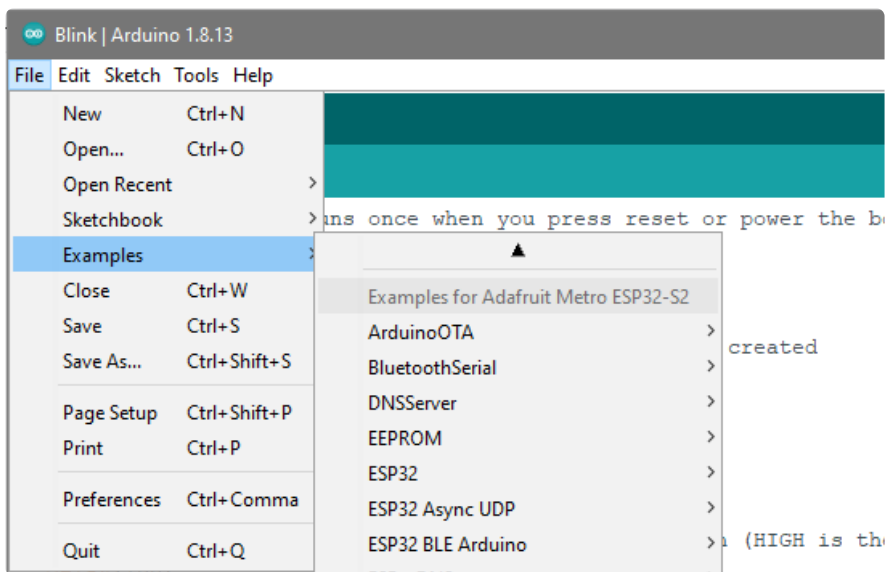 Blink | Arduino 1.8.13
File Edit Sketch Tools Help
New Ctrl+N
Open... Ctrl+O
Open Recent
Sketchbook
Examples
Close Ctrl+W
Save Ctrl+S
Save As... Ctrl+Shift+S
Page Setup Ctrl+Shift+P
Print Ctrl+P
Preferences Ctrl+Comma
Quit Ctrl+Q
Examples for Adafruit Metro ESP32-S2
ArduinoOTA
BluetoothSerial
DNSServer
EEPROM
ESP32
ESP32 Async UDP
ESP32 BLE Arduino
once when you press reset or power the
created
(HIGH is